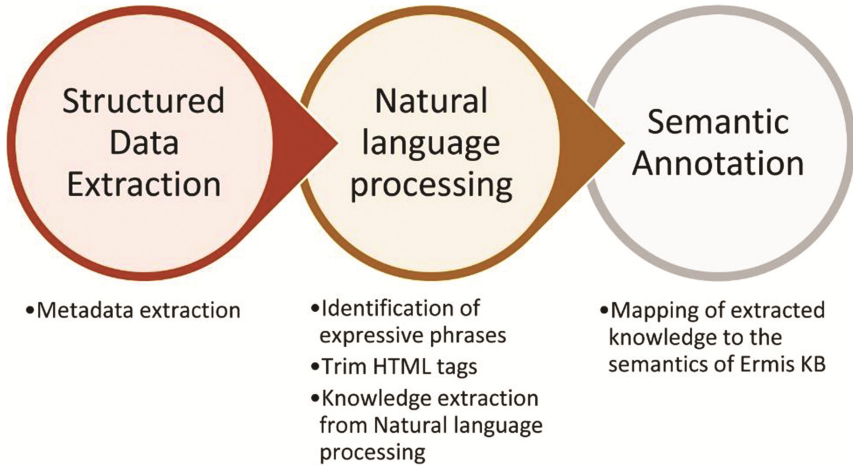 Structured
Data
Extraction
Natural
language
processing
Semantic
Annotation
•Metadata extraction
•Identification of
expressive phrases
•Trim HTML tags
•Knowledge extraction
from Natural language
processing
•Mapping of extracted
knowledge to the
semantics of Ermis KB